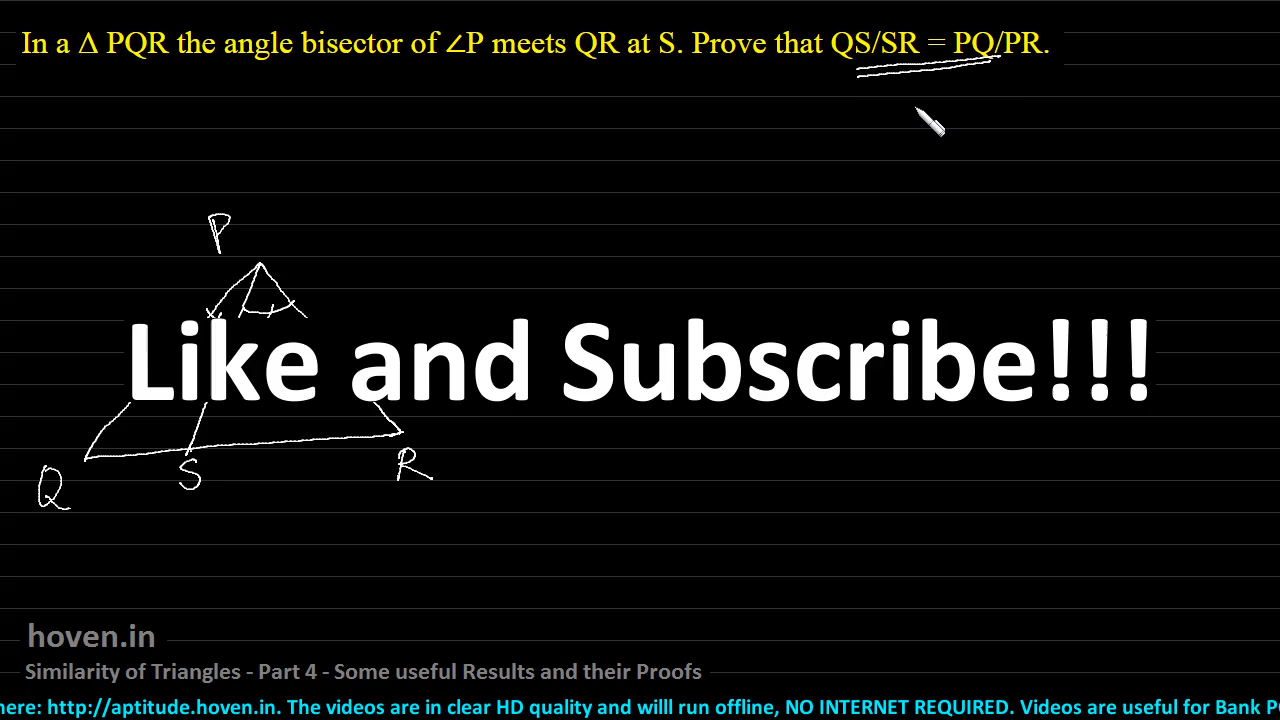 In a Δ PQR the angle bisector of ∠P meets QR at S. Prove that QS/SR = PQ/PR.
P
Like and Subscribe!!!
Q S R
hoven.in
Similarity of Triangles - Part 4 - Some useful Results and their Proofs
here: http://aptitude.hoven.in. The videos are in clear HD quality and willl run offline, NO INTERNET REQUIRED. Videos are useful for Bank P